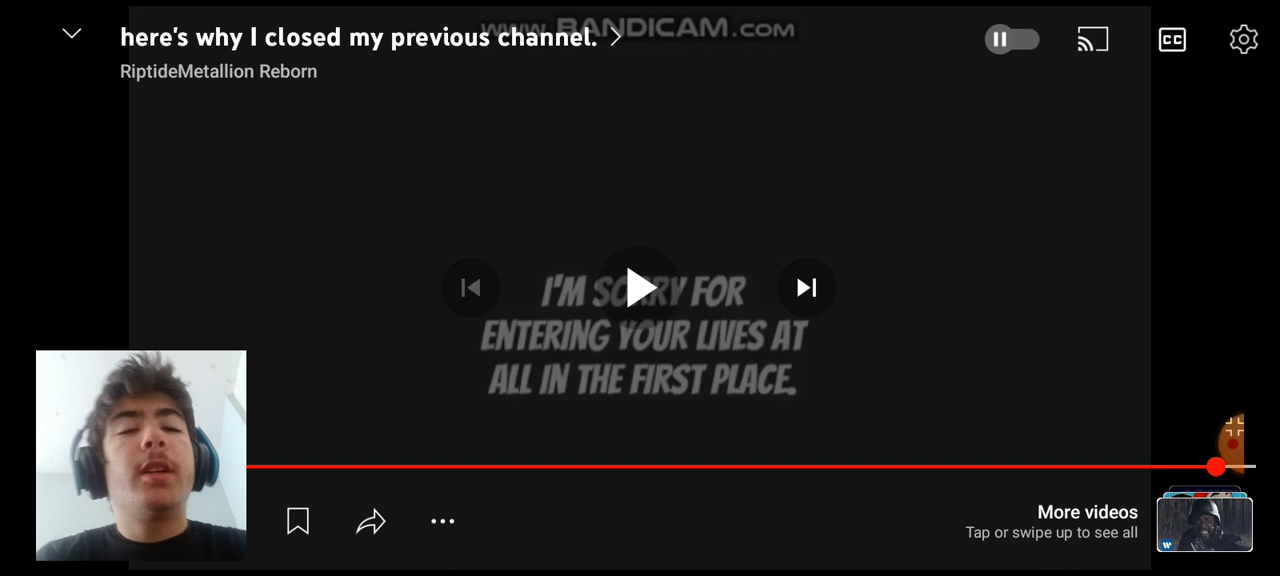 www.BANDICAM.COM
here's why I closed my previous channel.
RiptideMetallion Reborn
CC
I'M SORRY FOR
ENTERING YOUR LIVES AT
ALL IN THE FIRST PLACE.
More videos
Tap or swipe up to see all
W